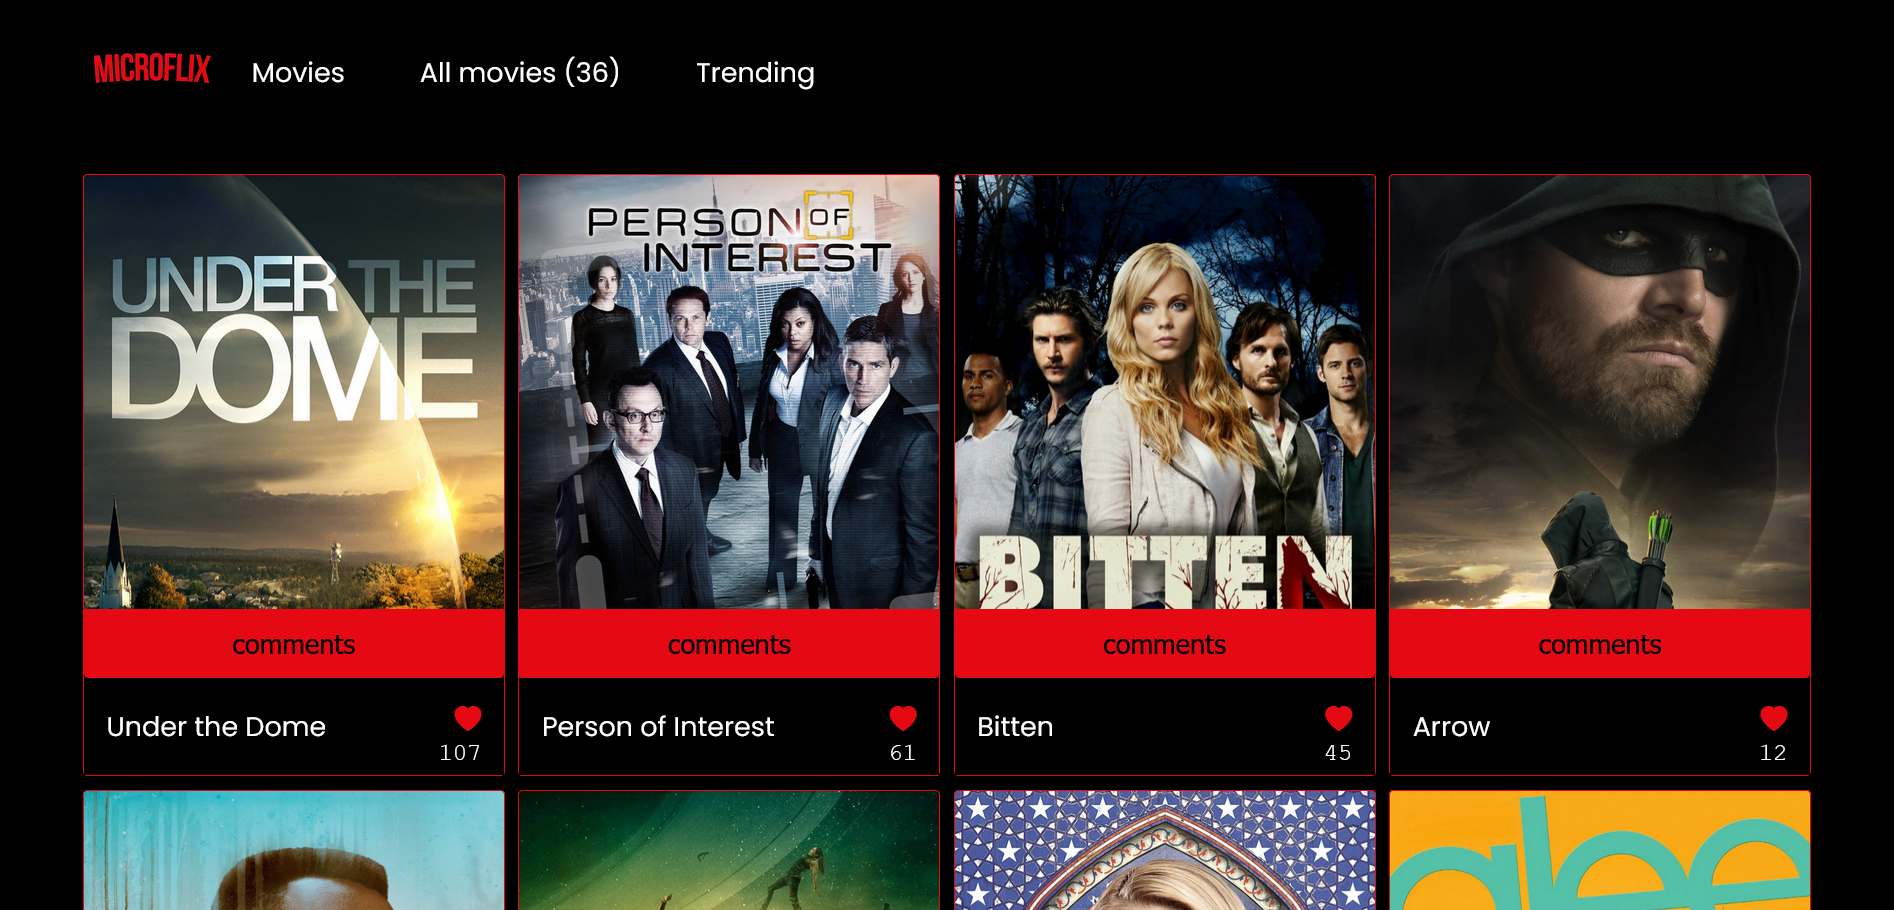 MICROFLIX Movies All movies (36) Trending
UNDER THE
DOME
PERSON OF
INTEREST
BITTEN
comments
comments
comments
comments
Under the Dome
107
Person of Interest
61
Bitten
45
Arrow
12
glee